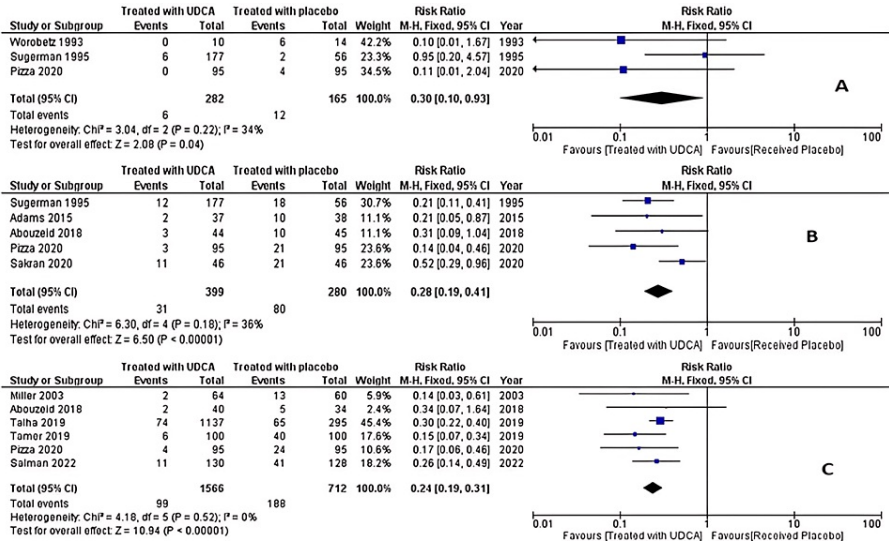 Treated with UDCA Treated with placebo Risk Ratio Risk Ratio
Study or Subgroup Events Total Events Total Weight M-H, Fixed, 95% CI Year M-H, Fixed, 95% CI
Worobetz 1993 0 10 6 14 42.2% 0.10 [0.01, 1.67] 1993
Sugerman 1995 6 177 2 56 23.3% 0.95 [0.20, 4.57] 1995
Pizza 2020 0 95 4 95 34.5% 0.11 [0.01, 2.04] 2020
A
Total (95% CI) 282 165 100.0% 0.30 [0.10, 0.93]
Total events 6 12
Heterogeneity: Chi² = 3.04, df = 2 (P = 0.22); I² = 34%
Test for overall effect: Z = 2.08 (P = 0.04)
0.01 0.1 1 10 100
Favours [Treated with UDCA] Favours[Received Placebo]
Treated with UDCA Treated with placebo Risk Ratio Risk Ratio
Study or Subgroup Events Total Events Total Weight M-H, Fixed, 95% CI Year M-H, Fixed, 95% CI
Sugerman 1995 12 177 18 56 30.7% 0.21 [0.11, 0.41] 1995
Adams 2015 2 37 10 38 11.1% 0.21 [0.05, 0.87] 2015
Abouzeid 2018 3 44 10 45 11.1% 0.31 [0.09, 1.04] 2018
Pizza 2020 3 95 21 95 23.6% 0.14 [0.04, 0.46] 2020
Sakran 2020 11 46 21 46 23.6% 0.52 [0.29, 0.96] 2020
B
Total (95% CI) 399 280 100.0% 0.28 [0.19, 0.41]
Total events 31 80
Heterogeneity: Chi² = 6.30, df = 4 (P = 0.18); I² = 36%
Test for overall effect: Z = 6.50 (P < 0.00001)
0.01 0.1 1 10 100
Favours [Treated with UDCA] Favours[Received Placebo]
Treated with UDCA Treated with placebo Risk Ratio Risk Ratio
Study or Subgroup Events Total Events Total Weight M-H, Fixed, 95% CI Year M-H, Fixed, 95% CI
Miller 2003 2 64 13 60 5.9% 0.14 [0.03, 0.61] 2003
Abouzeid 2018 2 40 5 34 2.4% 0.34 [0.07, 1.64] 2018
Talha 2019 74 1137 65 295 45.4% 0.30 [0.22, 0.40] 2019
Tamer 2019 6 100 40 100 17.6% 0.15 [0.07, 0.34] 2019
Pizza 2020 4 95 24 95 10.6% 0.17 [0.06, 0.46] 2020
Salman 2022 11 130 41 128 18.2% 0.26 [0.14, 0.49] 2022
C
Total (95% CI) 1566 712 100.0% 0.24 [0.19, 0.31]
Total events 99 188
Heterogeneity: Chi² = 4.18, df = 5 (P = 0.52); I² = 0%
Test for overall effect: Z = 10.94 (P < 0.00001)
0.01 0.1 1 10 100
Favours [Treated with UDCA] Favours[Received Placebo]